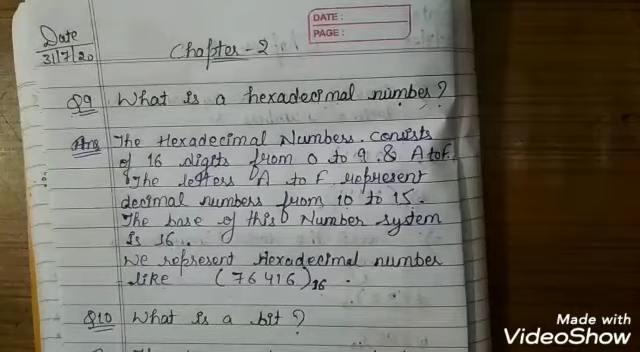 Date
31/7/20
Chapter - 2
DATE :
PAGE :
Q9 What is a hexadecimal number?
Ans The Hexadecimal Numbers consists
of 16 digits from 0 to 9 & A to F.
The letters A to F represent
decimal numbers from 10 to 15.
The base of this Number system
is 16.
We represent Hexadecimal number
like (76416)16.
Q10 What is a bit?
Made with
VideoShow